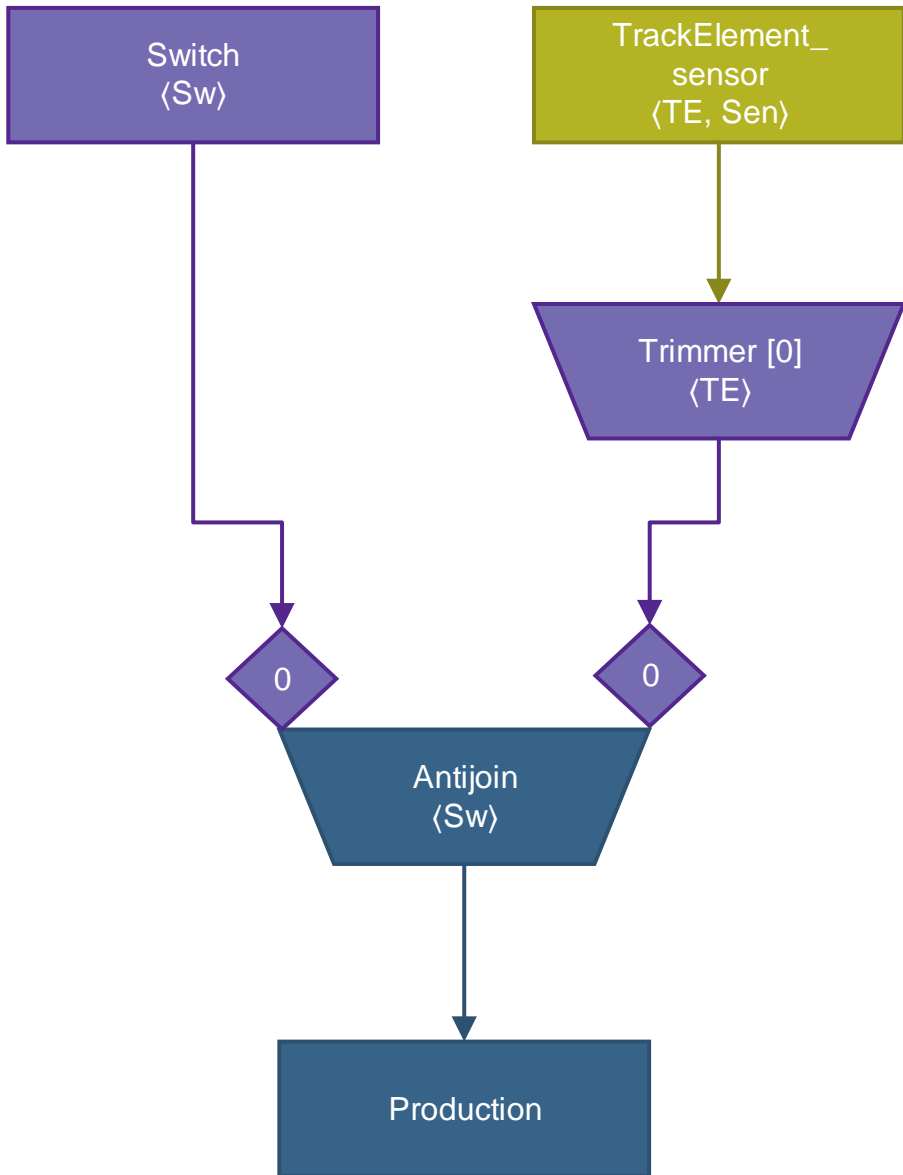 Switch
⟨Sw⟩
TrackElement_
sensor
⟨TE, Sen⟩
Trimmer [0]
⟨TE⟩
0
0
Antijoin
⟨Sw⟩
Production